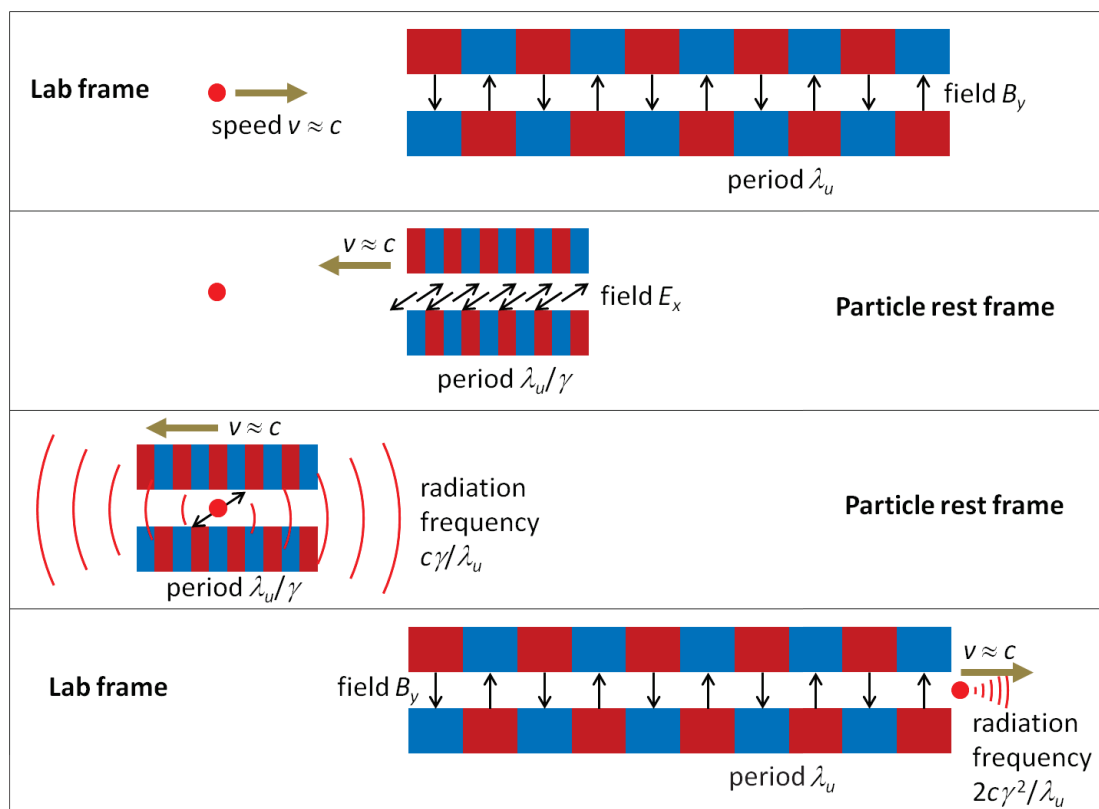 Lab frame
speed v ≈ c
field B_y
period λ_u
v ≈ c
field E_x
Particle rest frame
period λ_u/γ
v ≈ c
radiation
frequency
cγ/λ_u
Particle rest frame
period λ_u/γ
Lab frame
field B_y
v ≈ c
period λ_u
radiation
frequency
2cγ²/λ_u